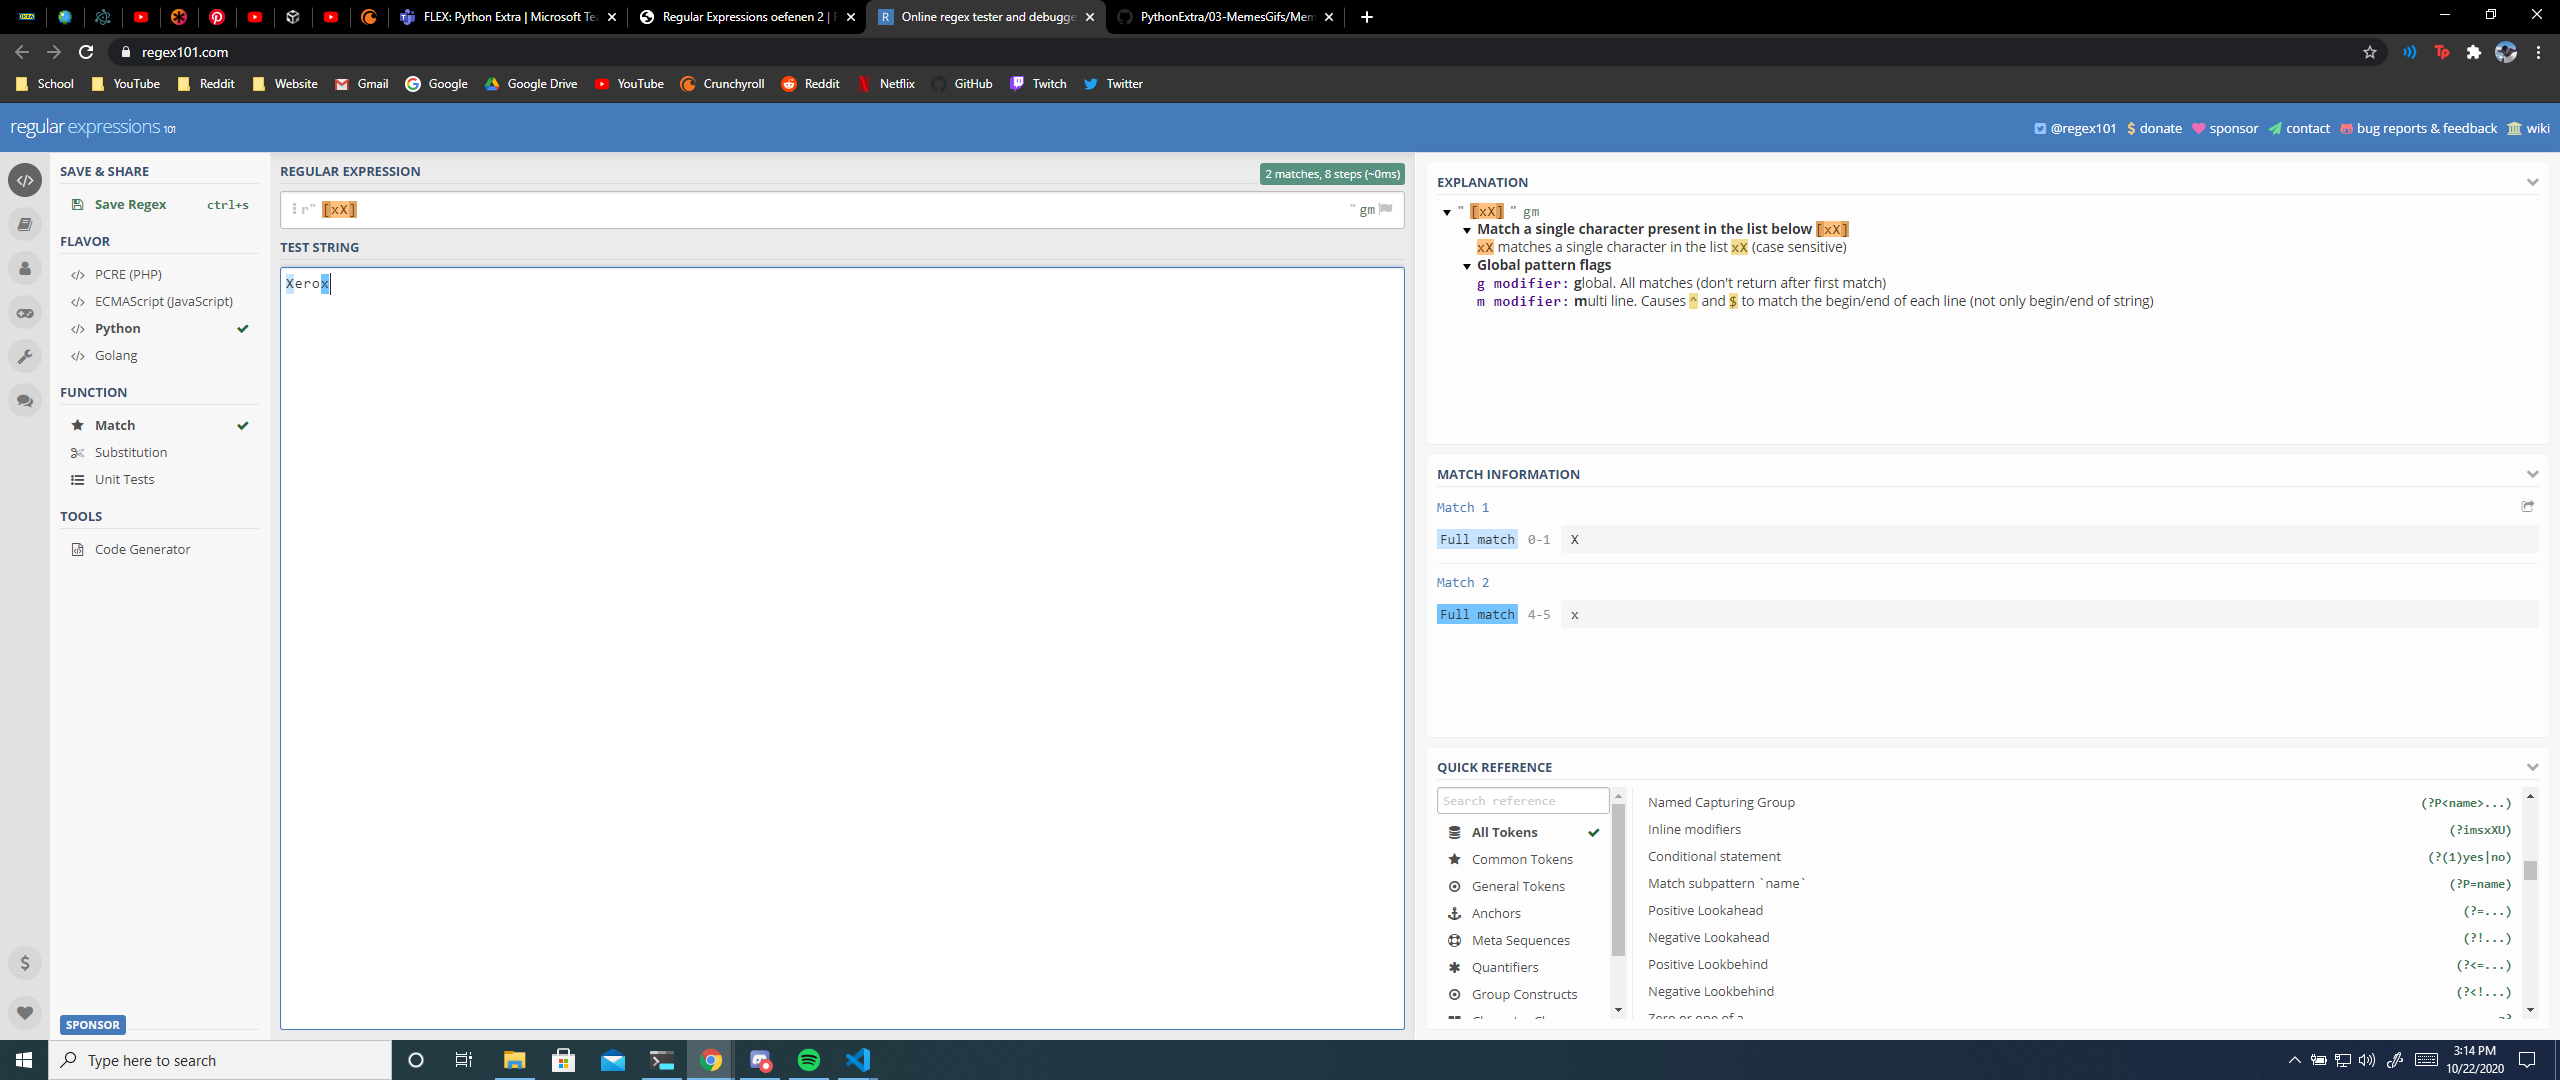 FLEX: Python Extra | Microsoft Te
Regular Expressions oefenen 2 | F
Online regex tester and debugge
PythonExtra/03-MemesGifs/Mem
regex101.com
School
YouTube
Reddit
Website
Gmail
Google
Google Drive
YouTube
Crunchyroll
Reddit
Netflix
GitHub
Twitch
Twitter
regular expressions 101
@regex101
donate
sponsor
contact
bug reports & feedback
wiki
SAVE & SHARE
Save Regex ctrl+s
FLAVOR
PCRE (PHP)
ECMAScript (JavaScript)
Python
Golang
FUNCTION
Match
Substitution
Unit Tests
TOOLS
Code Generator
SPONSOR
REGULAR EXPRESSION
2 matches, 8 steps (~0ms)
r" [xX] " gm
TEST STRING
Xerox
EXPLANATION
" [xX] " gm
Match a single character present in the list below [xX]
xX matches a single character in the list xX (case sensitive)
Global pattern flags
g modifier: global. All matches (don't return after first match)
m modifier: multi line. Causes ^ and $ to match the begin/end of each line (not only begin/end of string)
MATCH INFORMATION
Match 1
Full match 0-1 X
Match 2
Full match 4-5 x
QUICK REFERENCE
Search reference
All Tokens
Common Tokens
General Tokens
Anchors
Meta Sequences
Quantifiers
Group Constructs
Named Capturing Group (?P<name>...)
Inline modifiers (?imsxXU)
Conditional statement (?(1)yes|no)
Match subpattern `name` (?P=name)
Positive Lookahead (?=...)
Negative Lookahead (?!...)
Positive Lookbehind (?<=...)
Negative Lookbehind (?<!...)
Zero or one of a a?
Type here to search
3:14 PM
10/22/2020